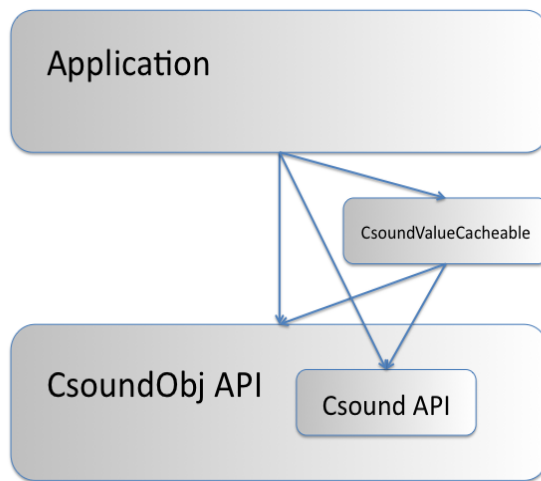 Application
CsoundValueCacheable
CsoundObj API
Csound API